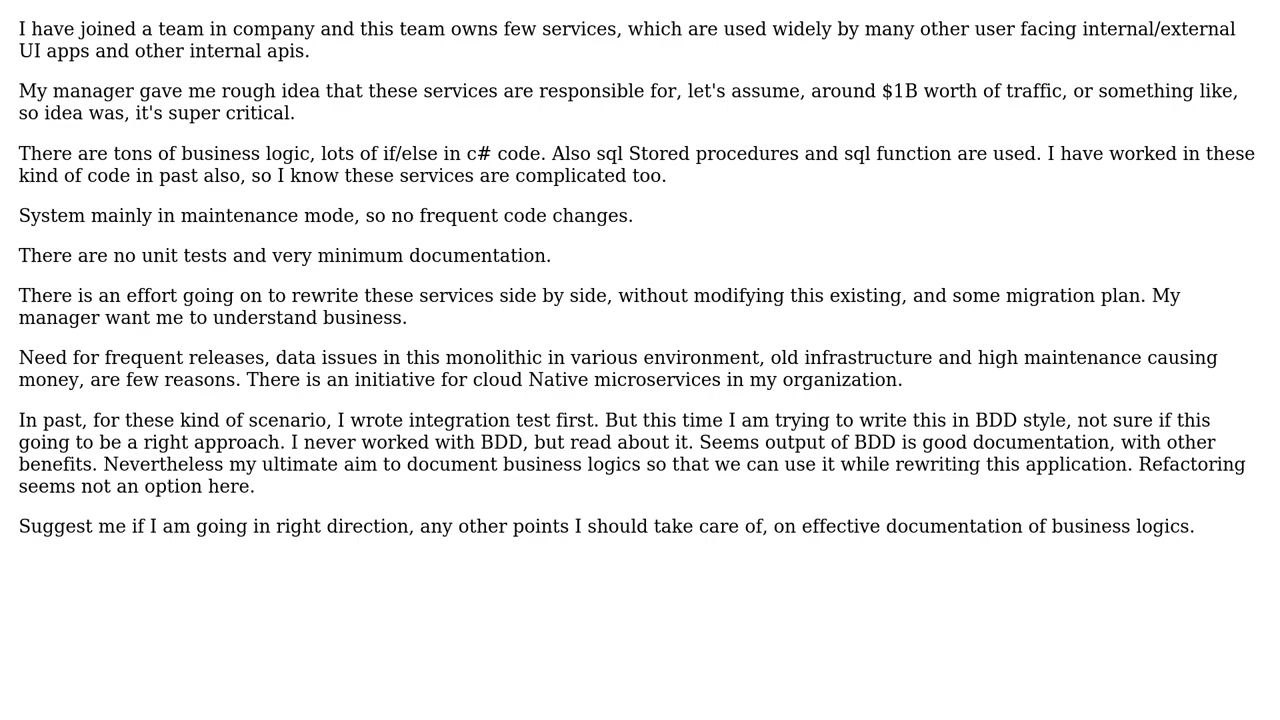 I have joined a team in company and this team owns few services, which are used widely by many other user facing internal/external
UI apps and other internal apis.
My manager gave me rough idea that these services are responsible for, let's assume, around $1B worth of traffic, or something like,
so idea was, it's super critical.
There are tons of business logic, lots of if/else in c# code. Also sql Stored procedures and sql function are used. I have worked in these
kind of code in past also, so I know these services are complicated too.
System mainly in maintenance mode, so no frequent code changes.
There are no unit tests and very minimum documentation.
There is an effort going on to rewrite these services side by side, without modifying this existing, and some migration plan. My
manager want me to understand business.
Need for frequent releases, data issues in this monolithic in various environment, old infrastructure and high maintenance causing
money, are few reasons. There is an initiative for cloud Native microservices in my organization.
In past, for these kind of scenario, I wrote integration test first. But this time I am trying to write this in BDD style, not sure if this
going to be a right approach. I never worked with BDD, but read about it. Seems output of BDD is good documentation, with other
benefits. Nevertheless my ultimate aim to document business logics so that we can use it while rewriting this application. Refactoring
seems not an option here.
Suggest me if I am going in right direction, any other points I should take care of, on effective documentation of business logics.